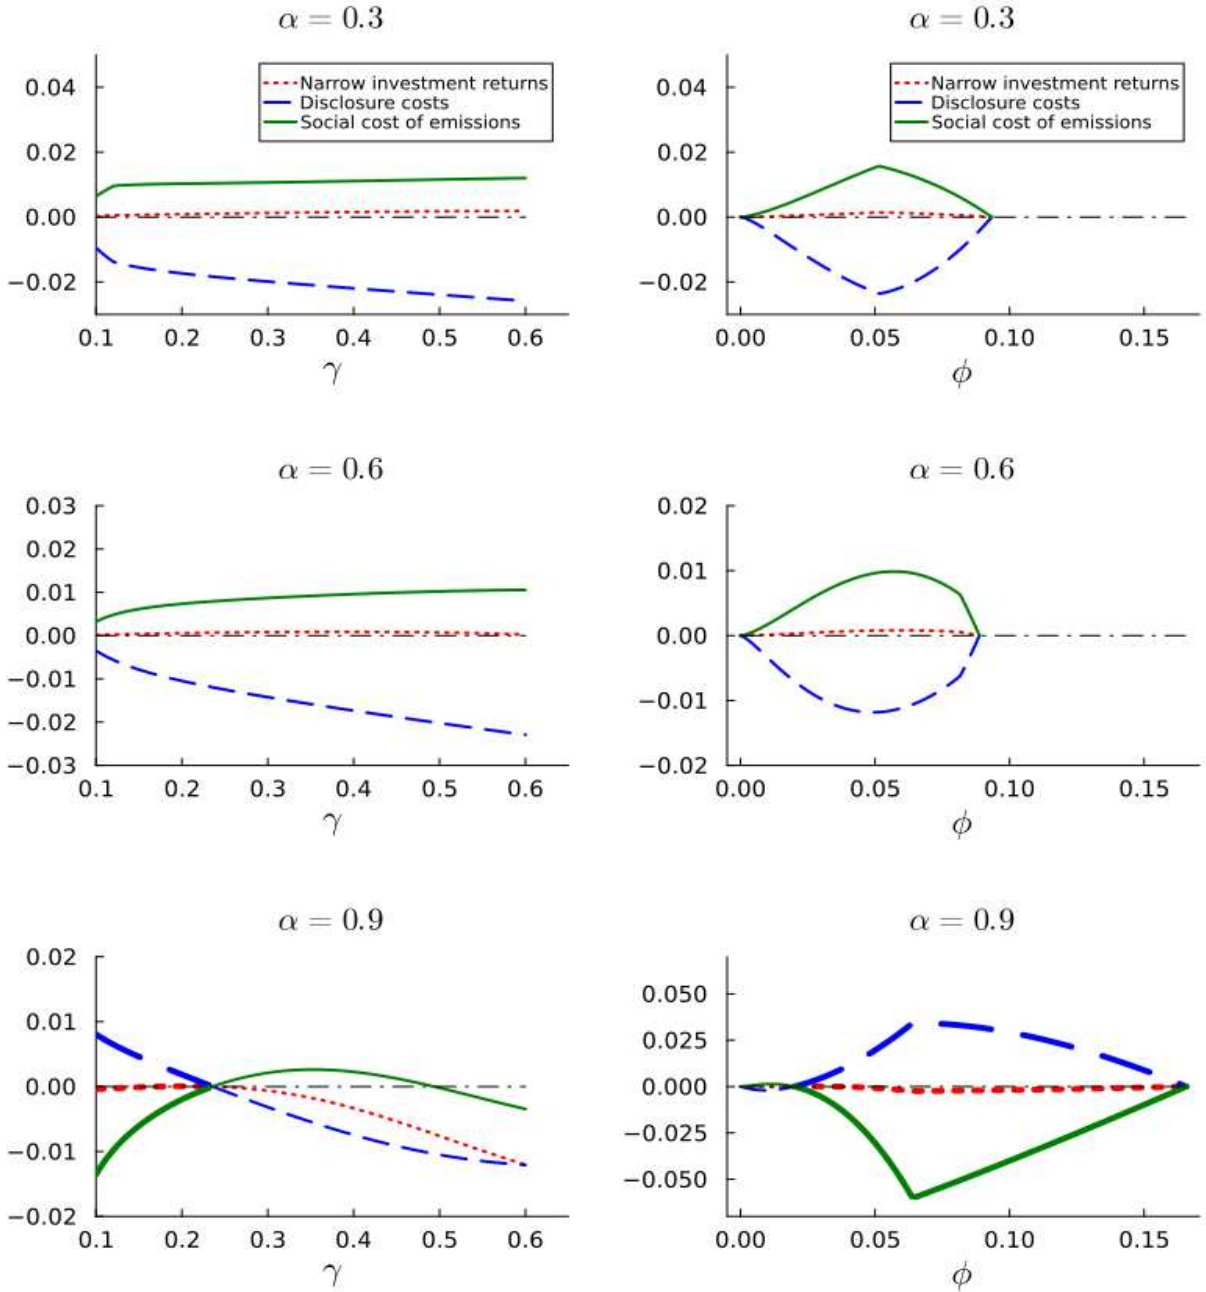 α = 0.3
0.04
0.02
0.00
−0.02
Narrow investment returns
Disclosure costs
Social cost of emissions
0.1 0.2 0.3 0.4 0.5 0.6
γ
α = 0.3
0.04
0.02
0.00
−0.02
Narrow investment returns
Disclosure costs
Social cost of emissions
0.00 0.05 0.10 0.15
ϕ
α = 0.6
0.03
0.02
0.01
0.00
−0.01
−0.02
−0.03
0.1 0.2 0.3 0.4 0.5 0.6
γ
α = 0.6
0.02
0.01
0.00
−0.01
−0.02
0.00 0.05 0.10 0.15
ϕ
α = 0.9
0.02
0.01
0.00
−0.01
−0.02
0.1 0.2 0.3 0.4 0.5 0.6
γ
α = 0.9
0.050
0.025
0.000
−0.025
−0.050
0.00 0.05 0.10 0.15
ϕ